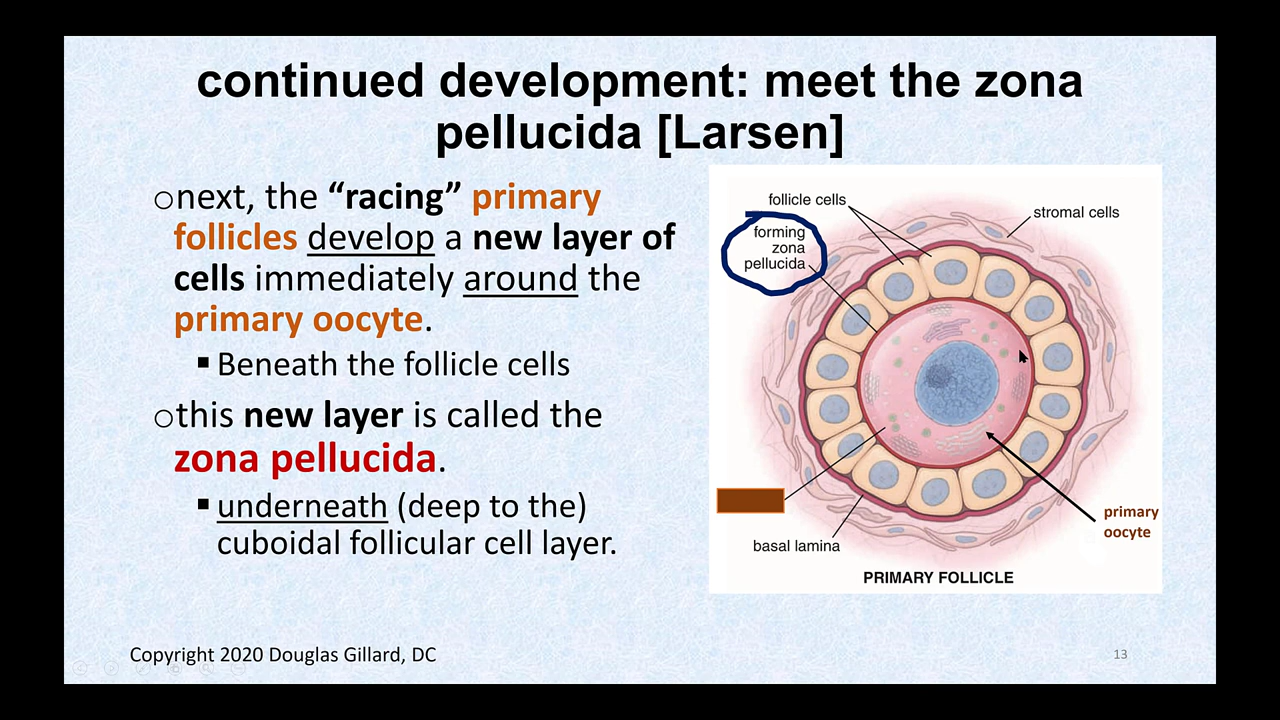 continued development: meet the zona
pellucida [Larsen]
next, the “racing” primary
follicles develop a new layer of
cells immediately around the
primary oocyte.
Beneath the follicle cells
this new layer is called the
zona pellucida.
underneath (deep to the)
cuboidal follicular cell layer.
follicle cells
stromal cells
forming
zona
pellucida
primary
oocyte
basal lamina
PRIMARY FOLLICLE
Copyright 2020 Douglas Gillard, DC
13